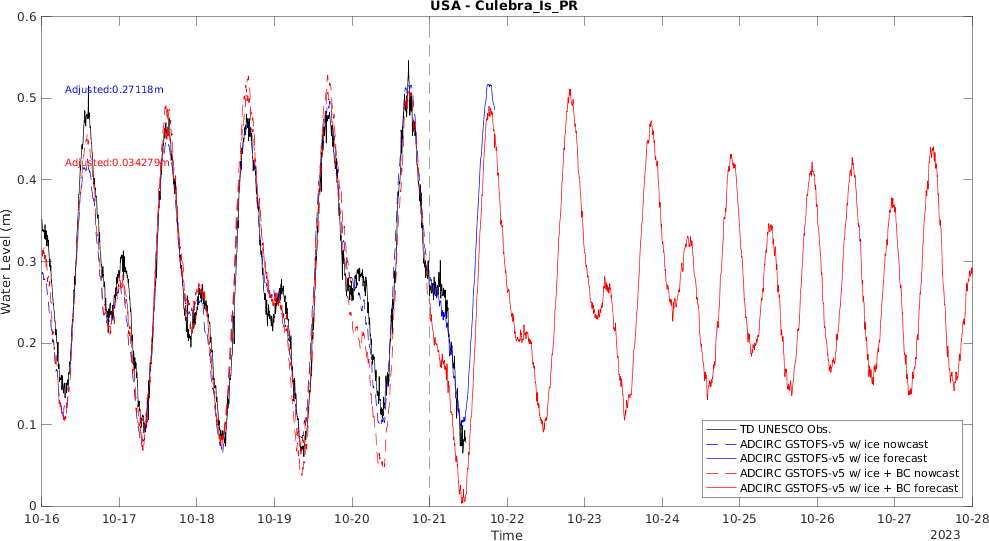 USA - Culebra_Is_PR
0.6
0.5
0.4
0.3
0.2
0.1
0
Water Level (m)
Adjusted:0.27118m
Adjusted:0.034279m
TD UNESCO Obs.
ADCIRC GSTOFS-v5 w/ ice nowcast
ADCIRC GSTOFS-v5 w/ ice forecast
ADCIRC GSTOFS-v5 w/ ice + BC nowcast
ADCIRC GSTOFS-v5 w/ ice + BC forecast
10-16 10-17 10-18 10-19 10-20 10-21 10-22 10-23 10-24 10-25 10-26 10-27 10-28
Time
2023